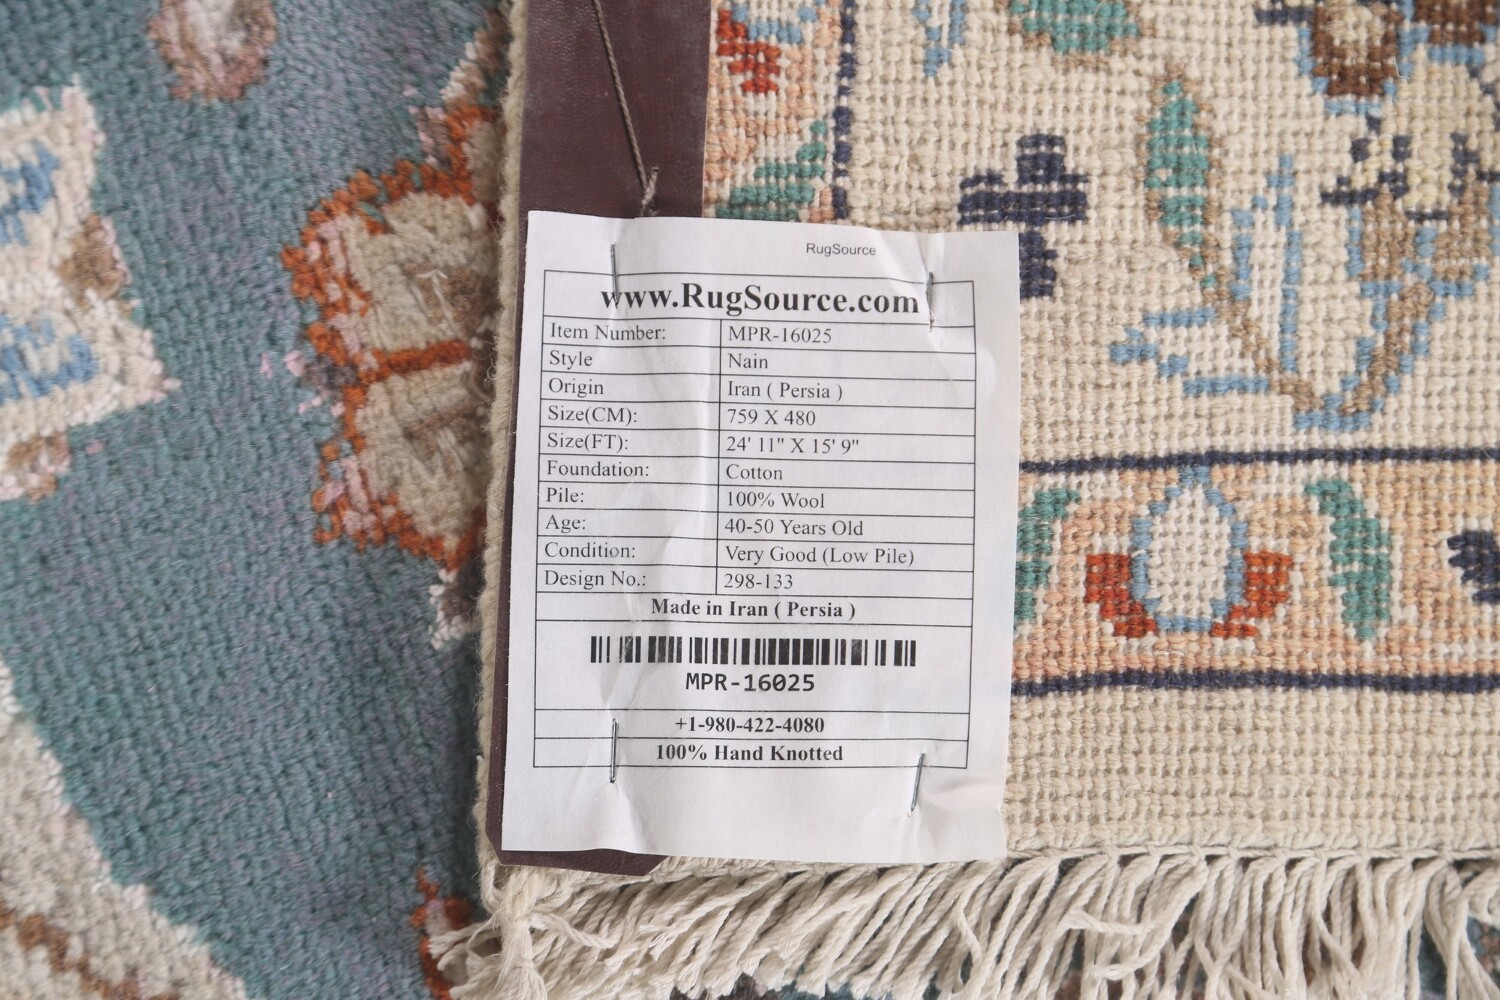 RugSource
www.RugSource.com
Item Number: MPR-16025
Style Nain
Origin Iran ( Persia )
Size(CM): 759 X 480
Size(FT): 24' 11" X 15' 9"
Foundation: Cotton
Pile: 100% Wool
Age: 40-50 Years Old
Condition: Very Good (Low Pile)
Design No.: 298-133
Made in Iran ( Persia )
MPR-16025
+1-980-422-4080
100% Hand Knotted